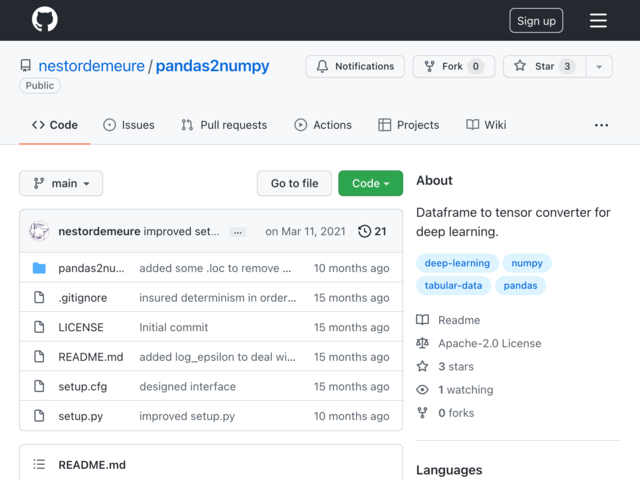 Sign up
nestordemeure / pandas2numpy
Public
Notifications
Fork 0
Star 3
Code
Issues
Pull requests
Actions
Projects
Wiki
main
Go to file
Code
nestordemeure improved set... ... on Mar 11, 2021 21
pandas2nu... added some .loc to remove ... 10 months ago
.gitignore insured determinism in order... 15 months ago
LICENSE Initial commit 15 months ago
README.md added log_epsilon to deal wi... 15 months ago
setup.cfg designed interface 15 months ago
setup.py improved setup.py 10 months ago
README.md
About
Dataframe to tensor converter for
deep learning.
deep-learning numpy
tabular-data pandas
Readme
Apache-2.0 License
3 stars
1 watching
0 forks
Languages